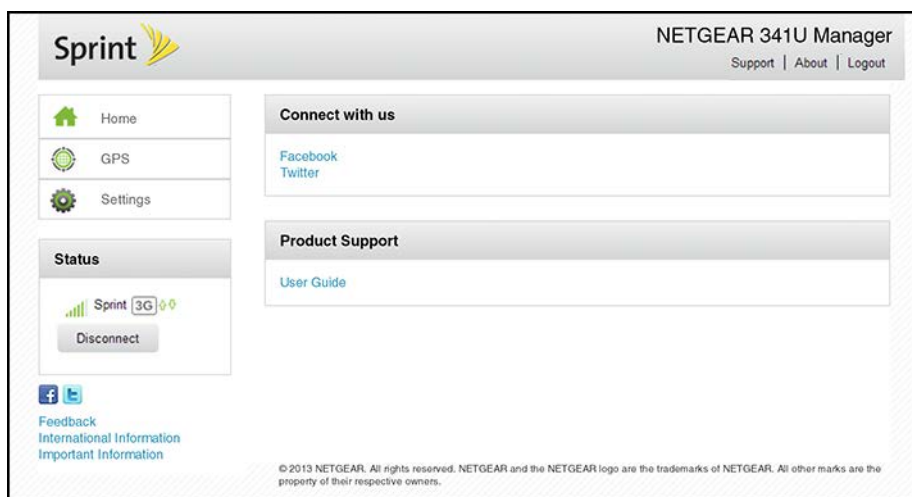 Sprint
NETGEAR 341U Manager
Support | About | Logout
Home
GPS
Settings
Status
Sprint 3G
Disconnect
Feedback
International Information
Important Information
Connect with us
Facebook
Twitter
Product Support
User Guide
© 2013 NETGEAR. All rights reserved. NETGEAR and the NETGEAR logo are the trademarks of NETGEAR. All other marks are the
property of their respective owners.